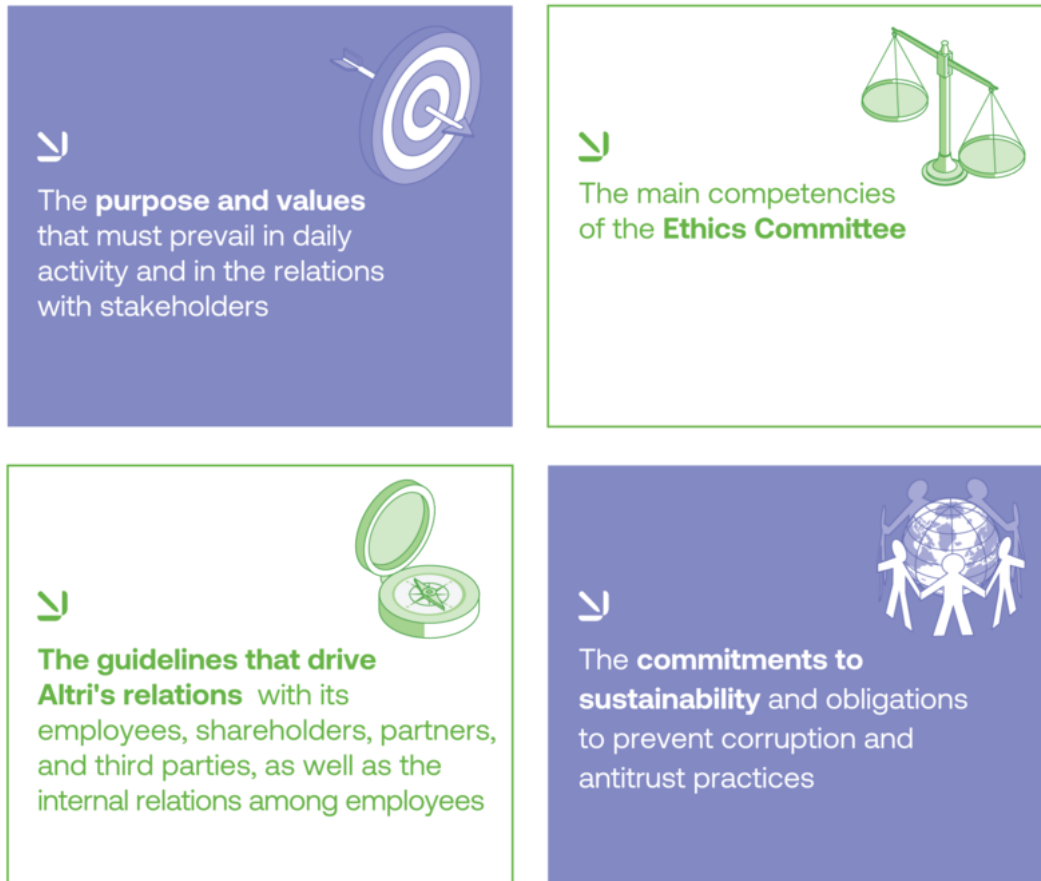 The purpose and values
that must prevail in daily
activity and in the relations
with stakeholders
The main competencies
of the Ethics Committee
The guidelines that drive
Altri's relations with its
employees, shareholders, partners,
and third parties, as well as the
internal relations among employees
The commitments to
sustainability and obligations
to prevent corruption and
antitrust practices